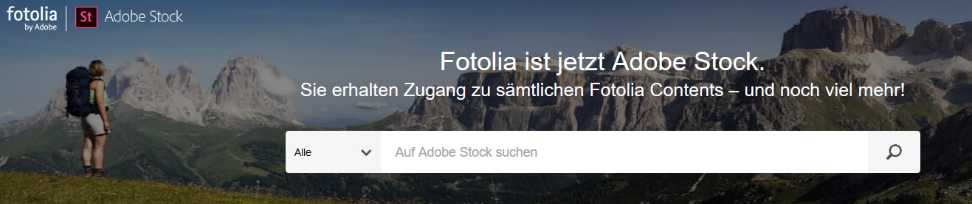 fotolia
by Adobe
St Adobe Stock
Fotolia ist jetzt Adobe Stock.
Sie erhalten Zugang zu sämtlichen Fotolia Contents – und noch viel mehr!
Alle
Auf Adobe Stock suchen